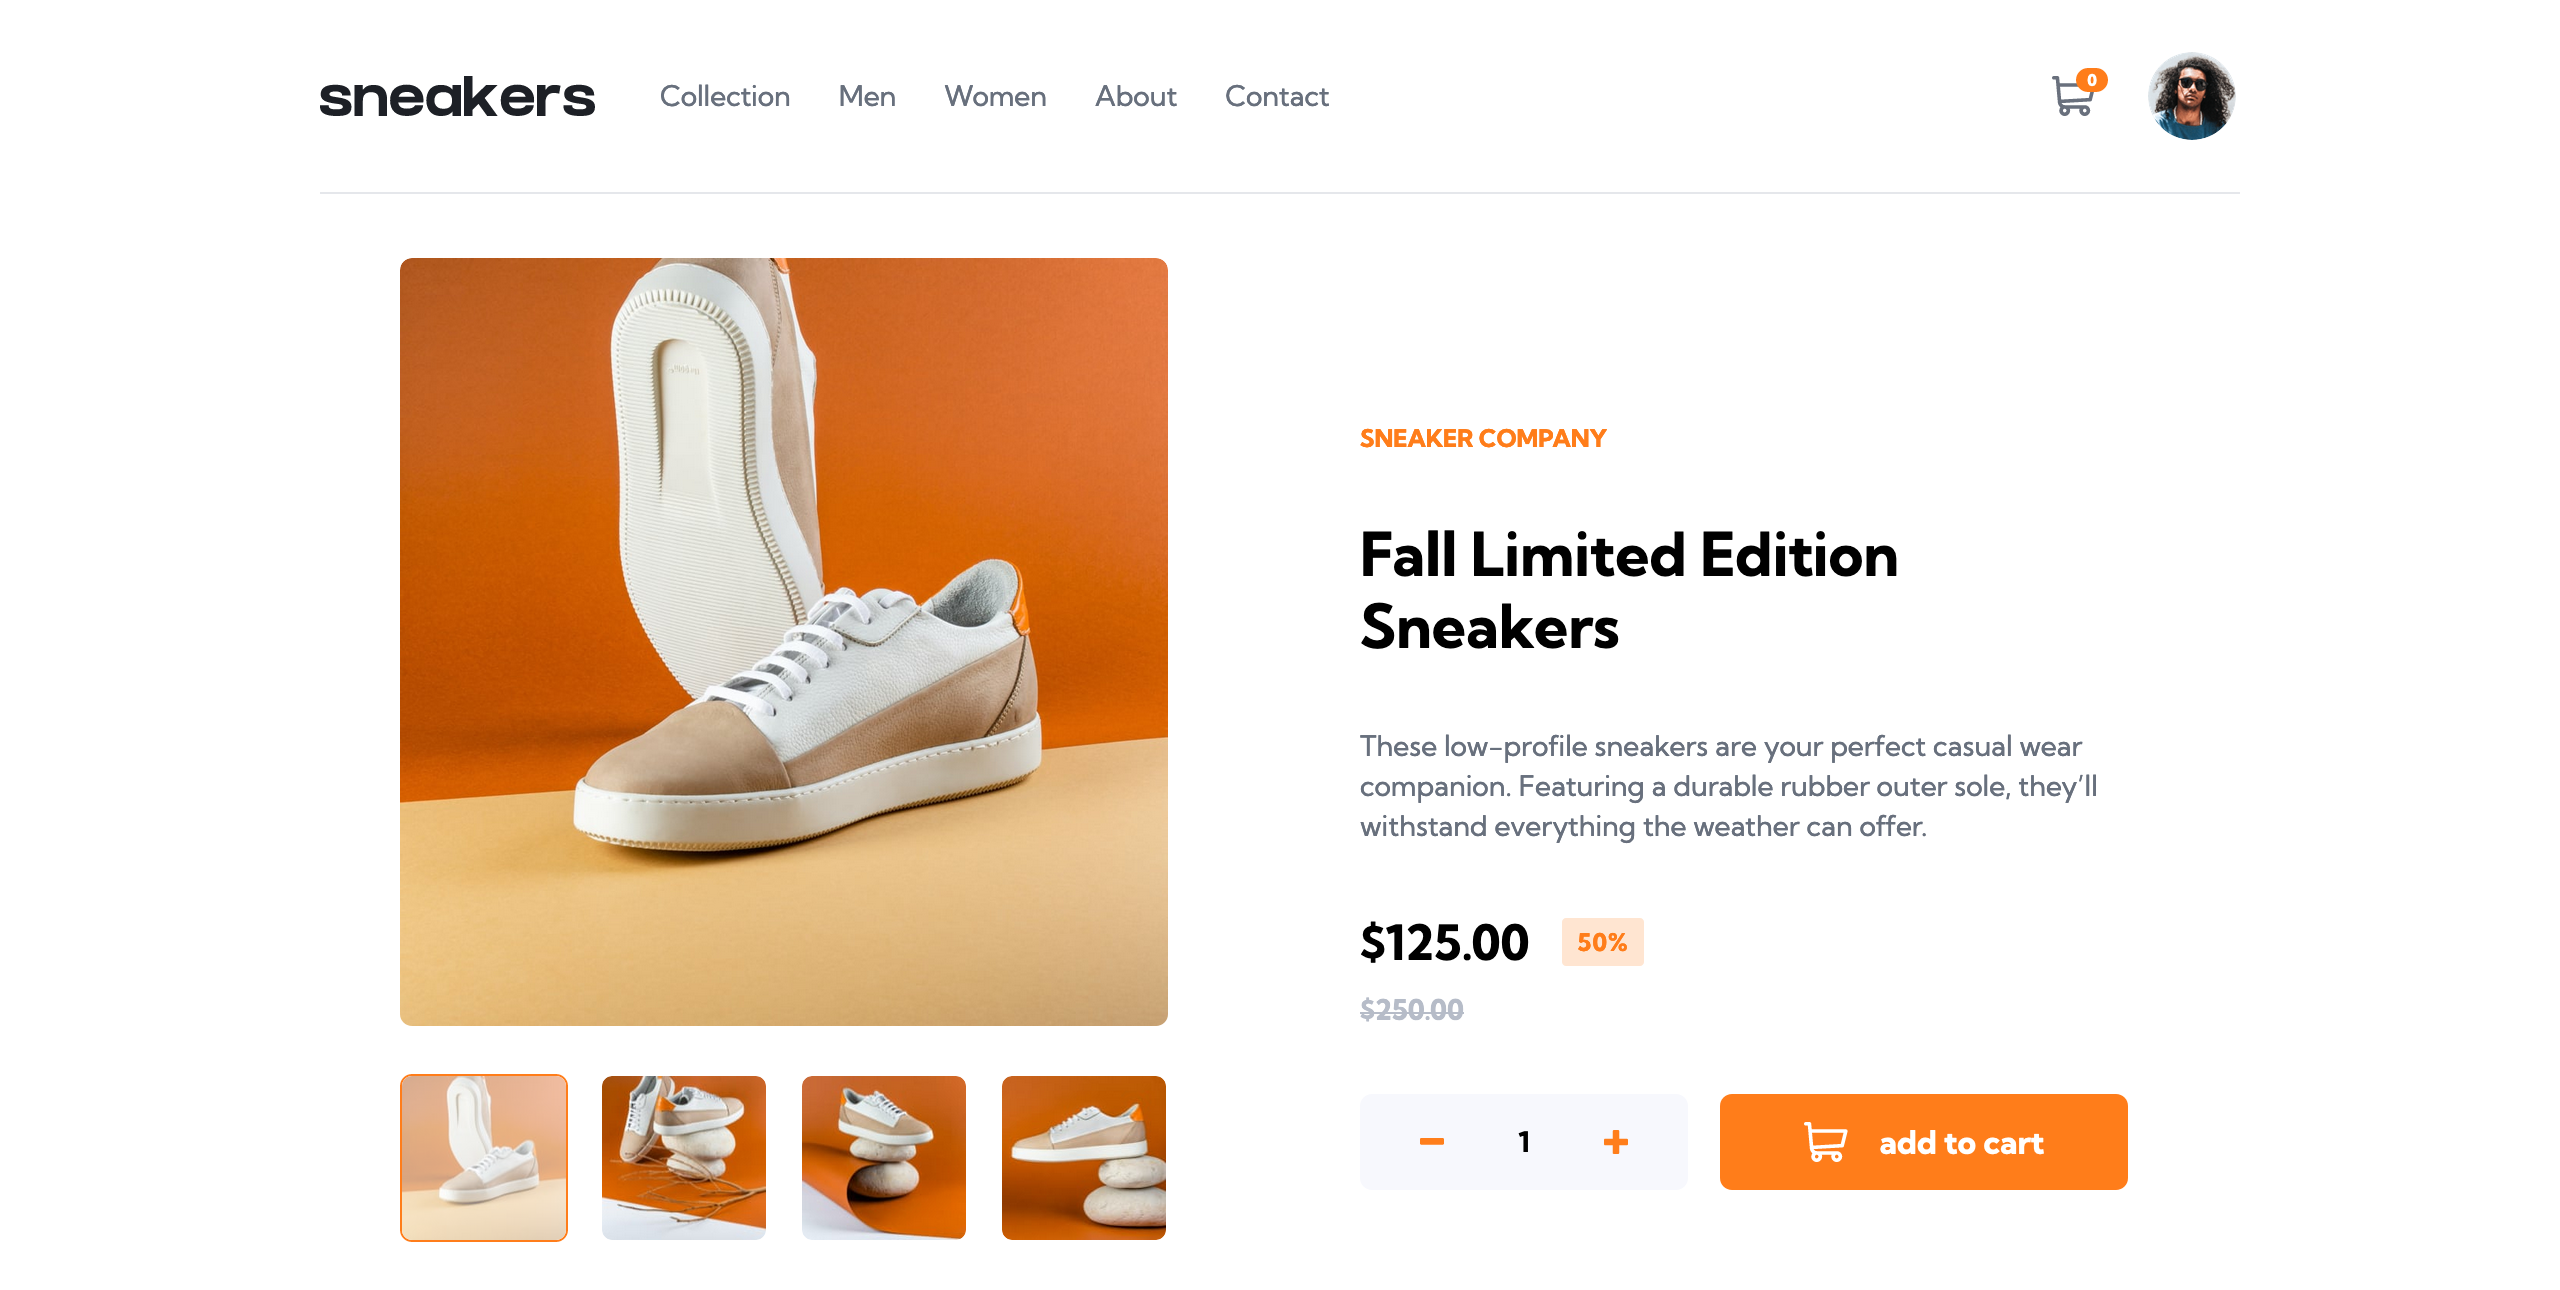 sneakers
Collection Men Women About Contact
0
SNEAKER COMPANY
Fall Limited Edition
Sneakers
These low-profile sneakers are your perfect casual wear
companion. Featuring a durable rubber outer sole, they’ll
withstand everything the weather can offer.
$125.00 50%
$250.00
1 add to cart